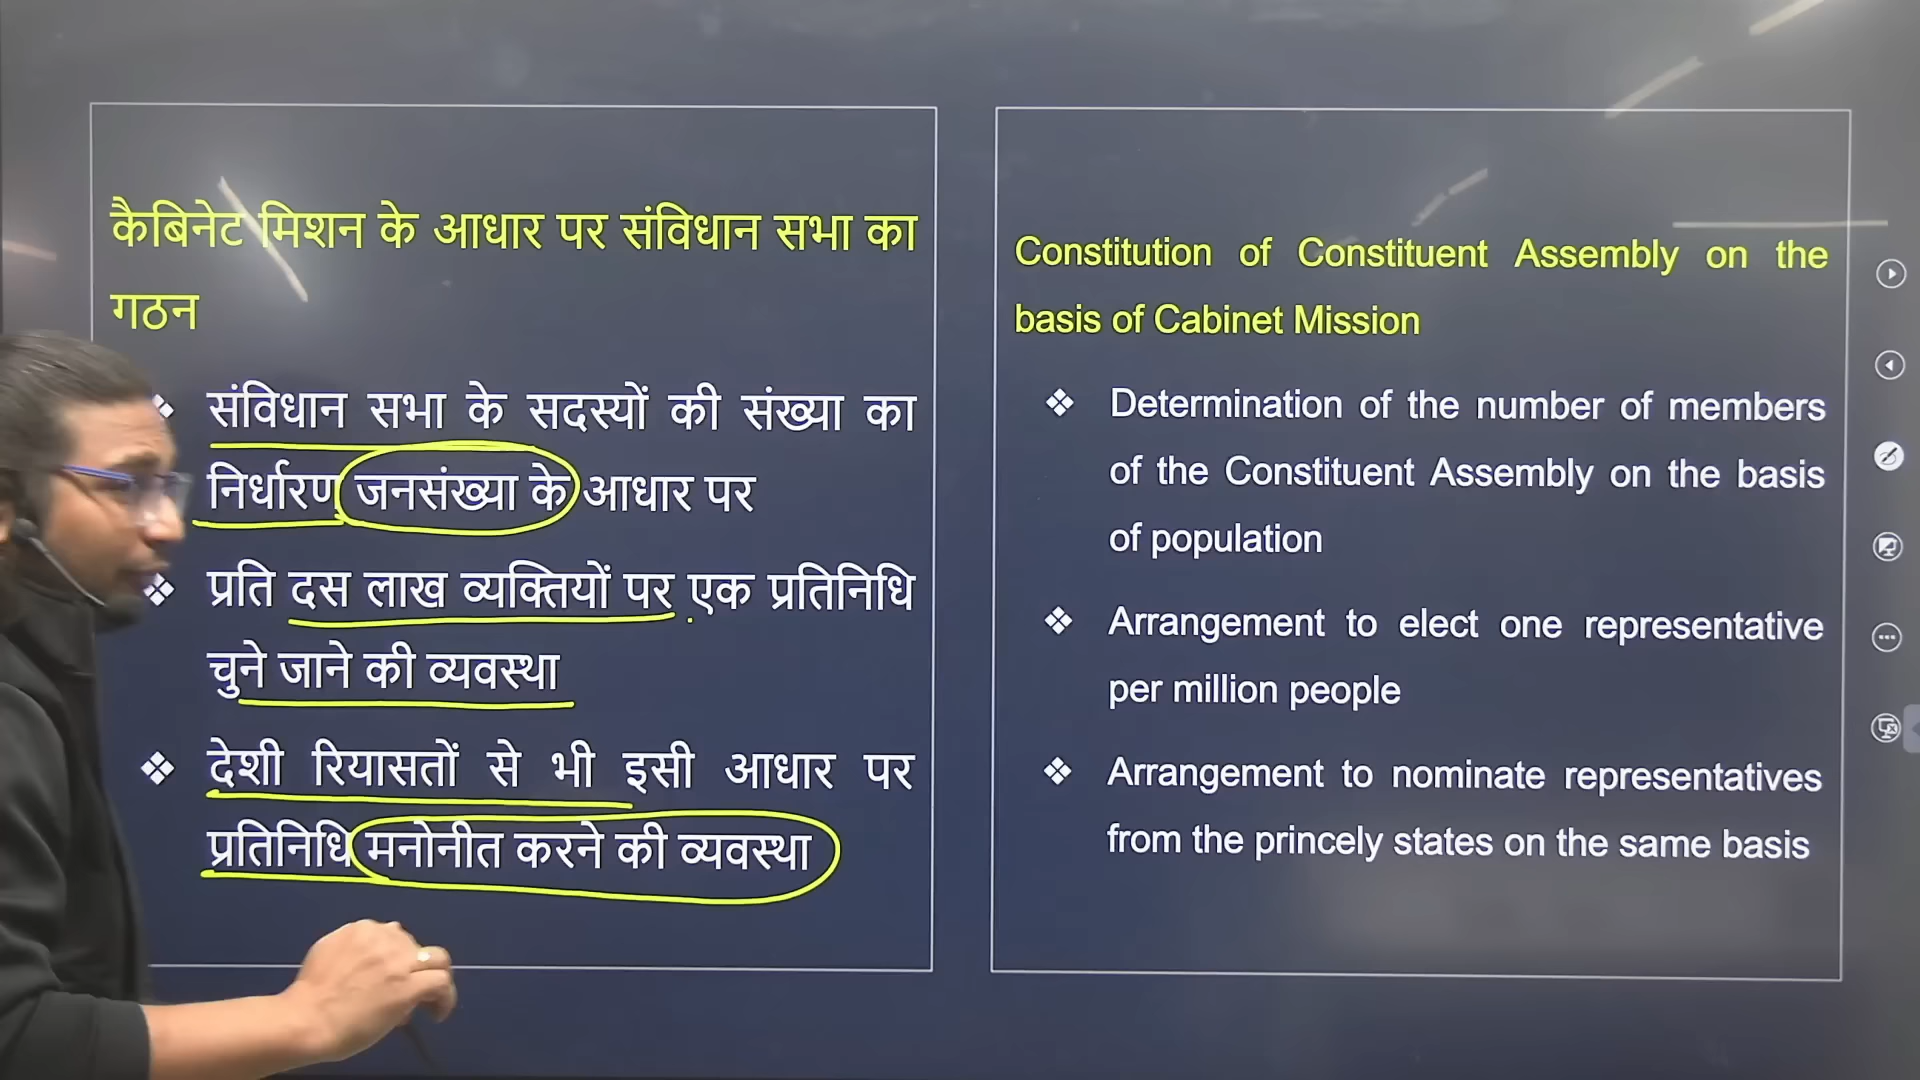 कैबिनेट मिशन के आधार पर संविधान सभा का
गठन
संविधान सभा के सदस्यों की संख्या का
निर्धारण जनसंख्या के आधार पर
प्रति दस लाख व्यक्तियों पर एक प्रतिनिधि
चुने जाने की व्यवस्था
देशी रियासतों से भी इसी आधार पर
प्रतिनिधि मनोनीत करने की व्यवस्था
Constitution of Constituent Assembly on the
basis of Cabinet Mission
Determination of the number of members
of the Constituent Assembly on the basis
of population
Arrangement to elect one representative
per million people
Arrangement to nominate representatives
from the princely states on the same basis